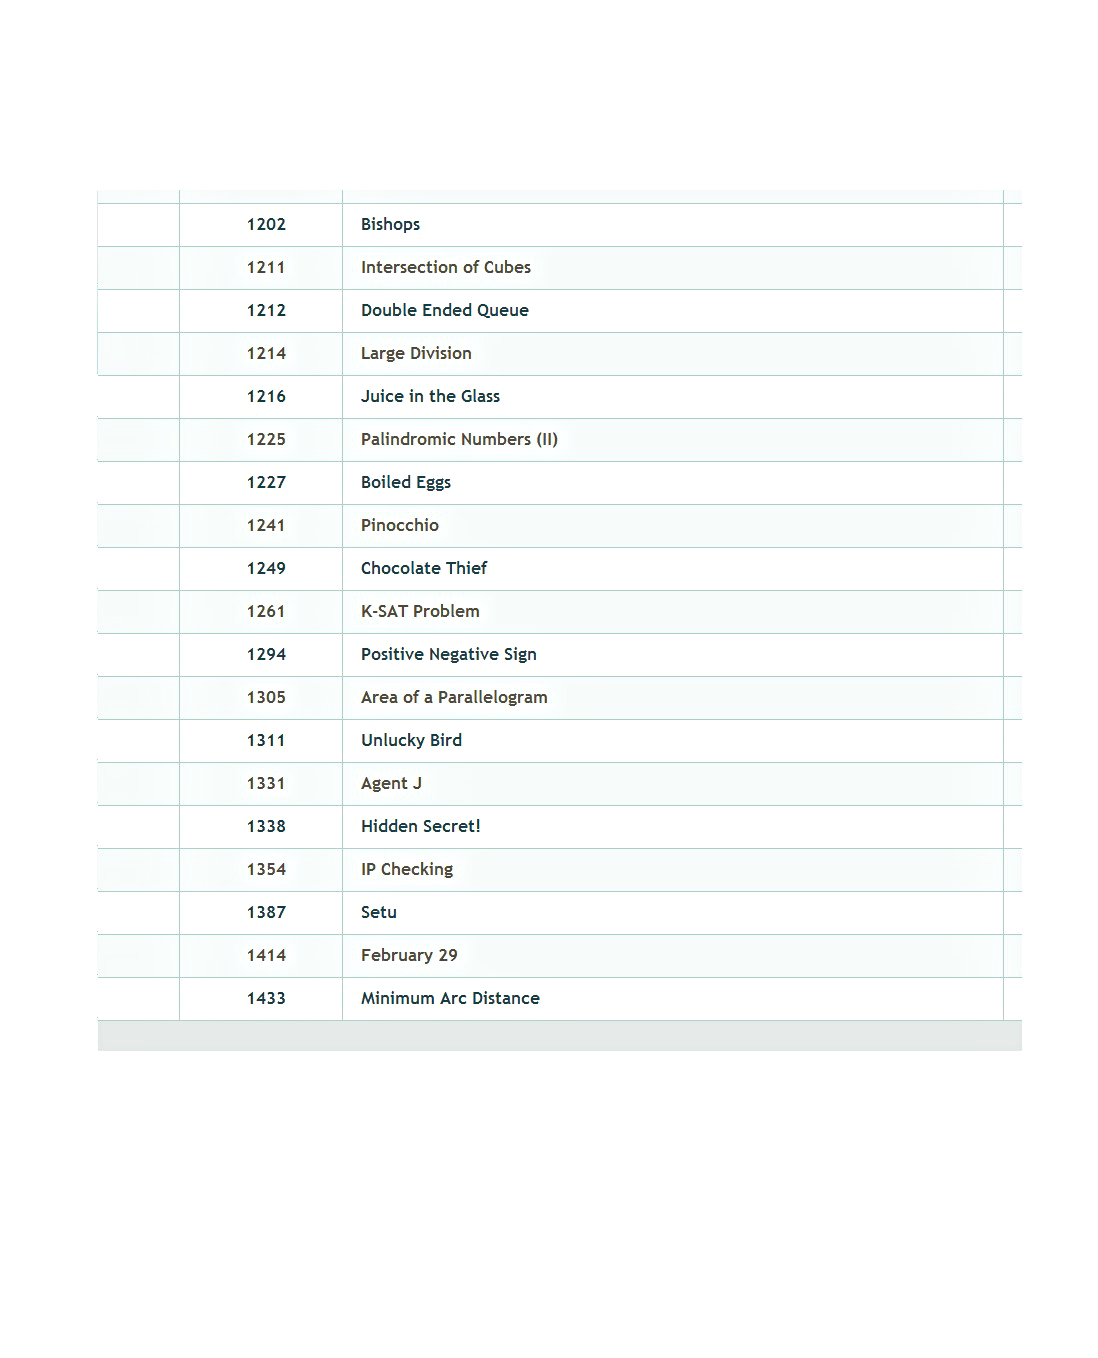 1202 Bishops
1211 Intersection of Cubes
1212 Double Ended Queue
1214 Large Division
1216 Juice in the Glass
1225 Palindromic Numbers (II)
1227 Boiled Eggs
1241 Pinocchio
1249 Chocolate Thief
1261 K-SAT Problem
1294 Positive Negative Sign
1305 Area of a Parallelogram
1311 Unlucky Bird
1331 Agent J
1338 Hidden Secret!
1354 IP Checking
1387 Setu
1414 February 29
1433 Minimum Arc Distance